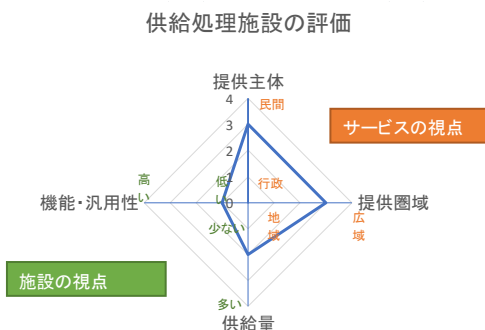 供給処理施設の評価
提供主体
4
民間
3
サービスの視点
2
高い
低い
1
行政
機能・汎用性
0
提供圏域
少ない
地域
広域
施設の視点
多い
供給量